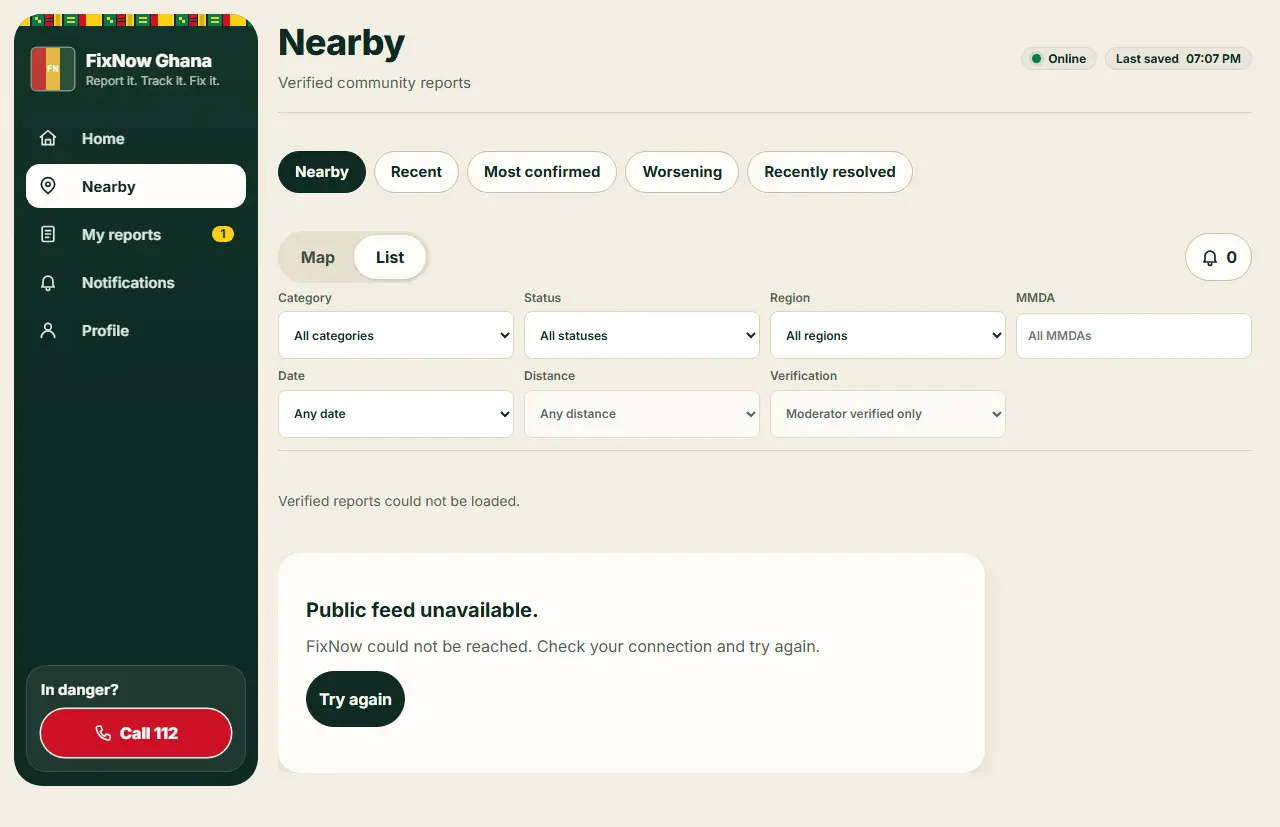 FN
FixNow Ghana
Report it. Track it. Fix it.
Home
Nearby
My reports 1
Notifications
Profile
In danger?
Call 112
Nearby
Verified community reports
Online
Last saved 07:07 PM
Nearby Recent Most confirmed Worsening Recently resolved
Map List
0
Category Status Region MMDA
All categories All statuses All regions All MMDAs
Date Distance Verification
Any date Any distance Moderator verified only
Verified reports could not be loaded.
Public feed unavailable.
FixNow could not be reached. Check your connection and try again.
Try again